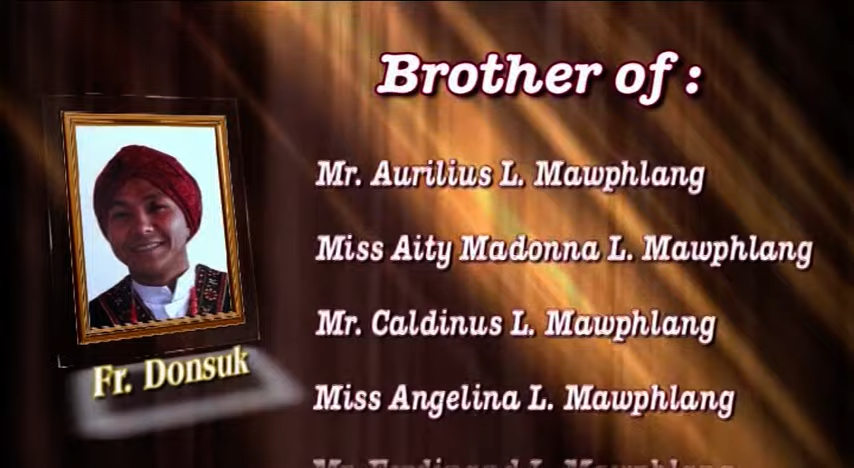 Brother of :
Mr. Aurilius L. Mawphlang
Miss Aity Madonna L. Mawphlang
Mr. Caldinus L. Mawphlang
Miss Angelina L. Mawphlang
Fr. Donsuk